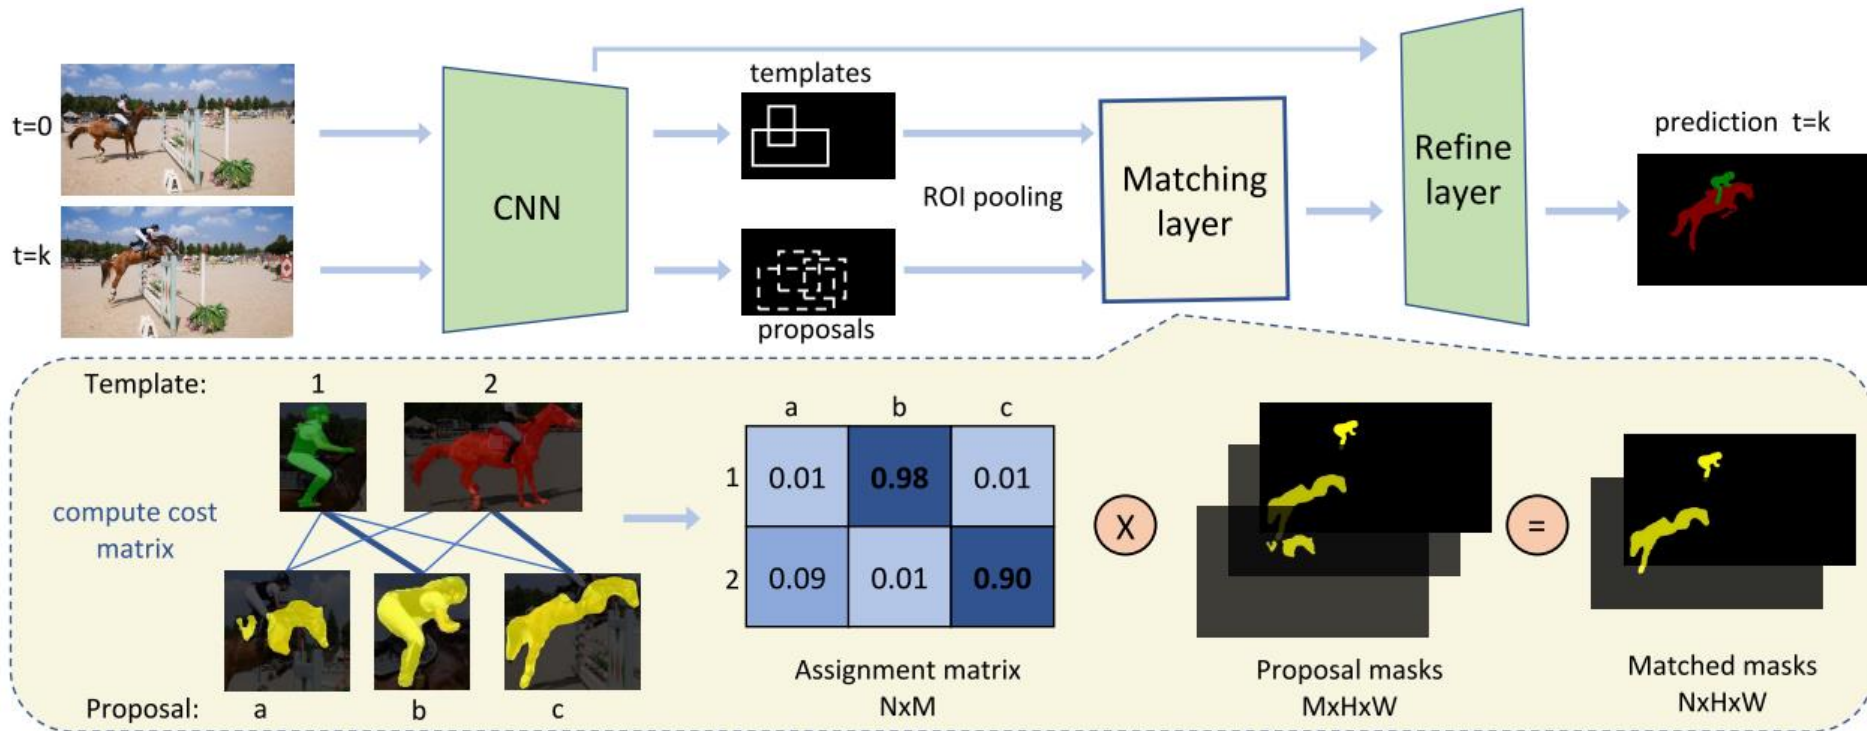 t=0
t=k
CNN
templates
proposals
ROI pooling
Matching
layer
Refine
layer
prediction t=k
Template:
1
2
compute cost
matrix
Proposal:
a
b
c
a
b
c
1
0.01
0.98
0.01
2
0.09
0.01
0.90
Assignment matrix
NxM
X
Proposal masks
MxHxW
=
Matched masks
NxHxW